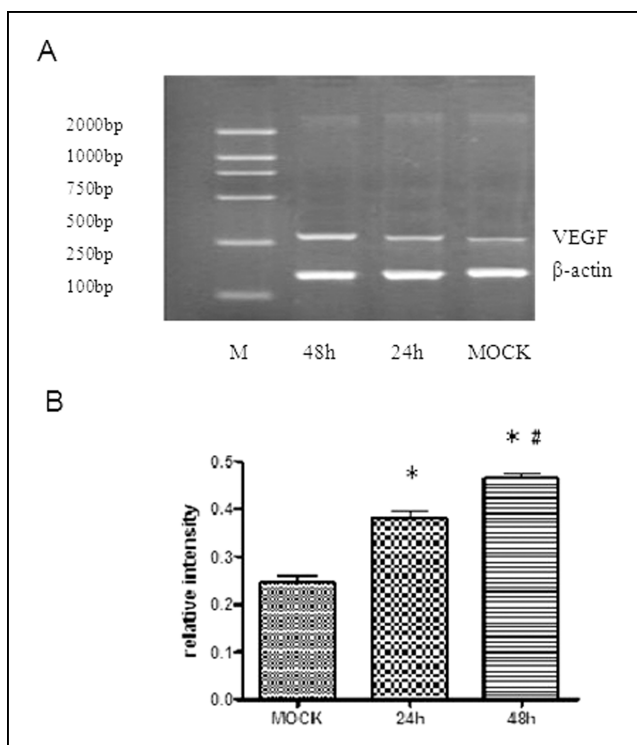 A
2000bp
1000bp
750bp
500bp
250bp
100bp
VEGF
β-actin
M 48h 24h MOCK
B
* #
*
0.5
0.4
0.3
0.2
0.1
0.0
relative intensity
MOCK 24h 48h